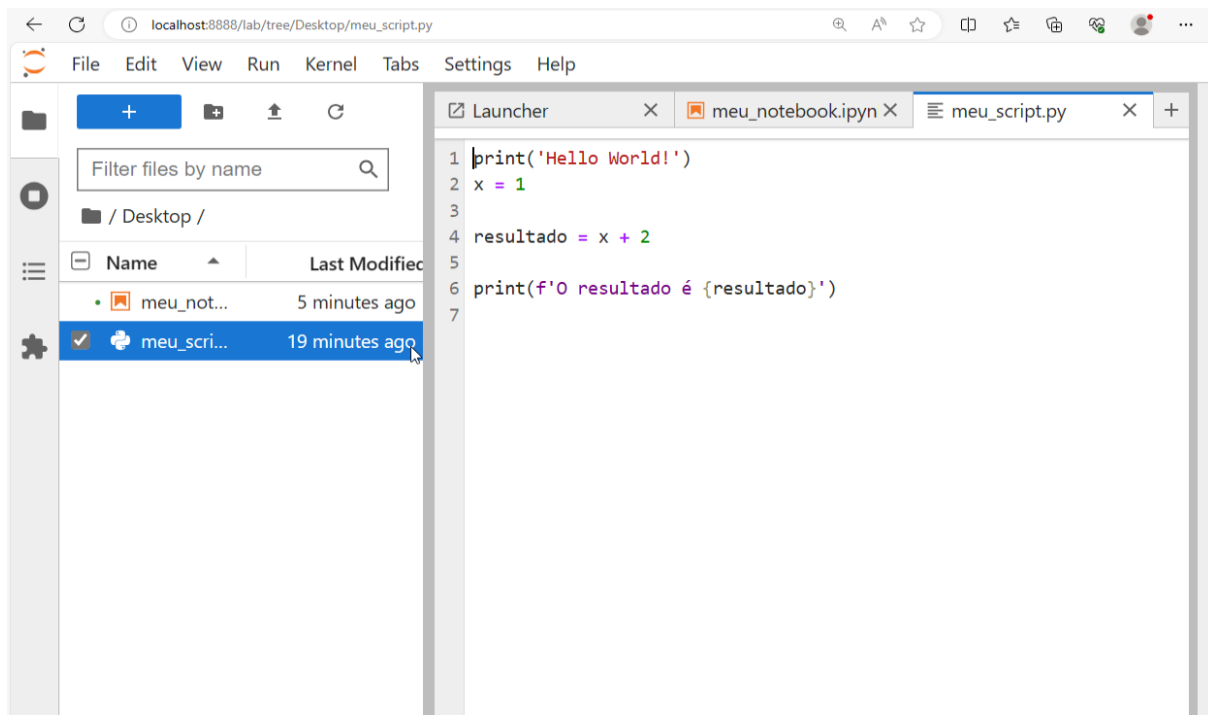 localhost:8888/lab/tree/Desktop/meu_script.py
File Edit View Run Kernel Tabs Settings Help
Launcher meu_notebook.ipyn meu_script.py
Filter files by name
/ Desktop /
Name Last Modified
meu_not... 5 minutes ago
meu_scri... 19 minutes ago
1 print('Hello World!')
2 x = 1
3
4 resultado = x + 2
5
6 print(f'O resultado é {resultado}')
7